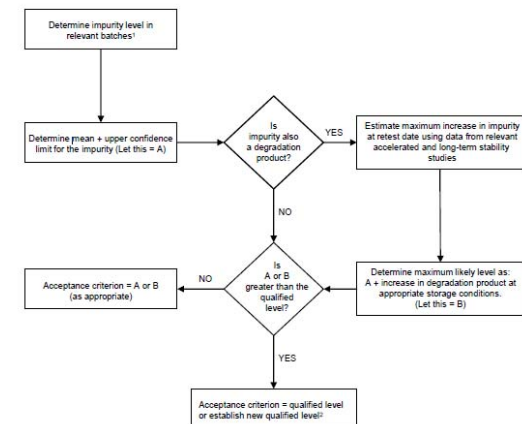 Determine impurity level in
relevant batches¹
Determine mean + upper confidence
limit for the impurity (Let this = A)
Is
impurity also
a degradation
product?
YES
Estimate maximum increase in impurity
at retest date using data from relevant
accelerated and long-term stability
studies
NO
Determine maximum likely level as:
A + increase in degradation product at
appropriate storage conditions.
(Let this = B)
Is
A or B
greater than the
qualified
level?
NO
Acceptance criterion = A or B
(as appropriate)
YES
Acceptance criterion = qualified level
or establish new qualified level²